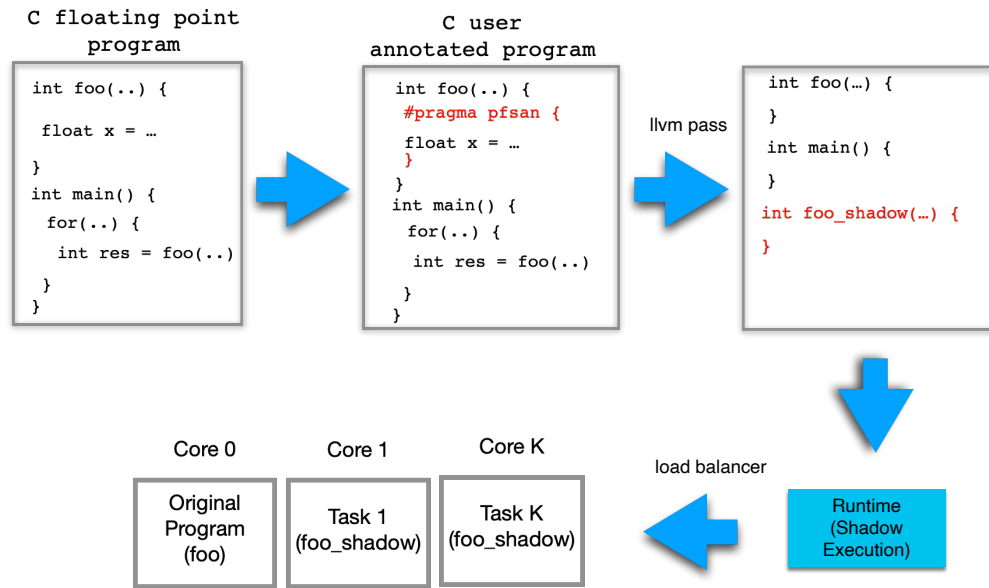 C floating point
program
int foo(..) {
float x = …
}
int main() {
for(..) {
int res = foo(..)
}
}
C user
annotated program
int foo(..) {
#pragma pfsan {
float x = …
}
}
int main() {
for(..) {
int res = foo(..)
}
}
llvm pass
int foo(…) {
}
int main() {
}
int foo_shadow(…) {
}
Runtime
(Shadow
Execution)
load balancer
Core 0
Original
Program
(foo)
Core 1
Task 1
(foo_shadow)
Core K
Task K
(foo_shadow)